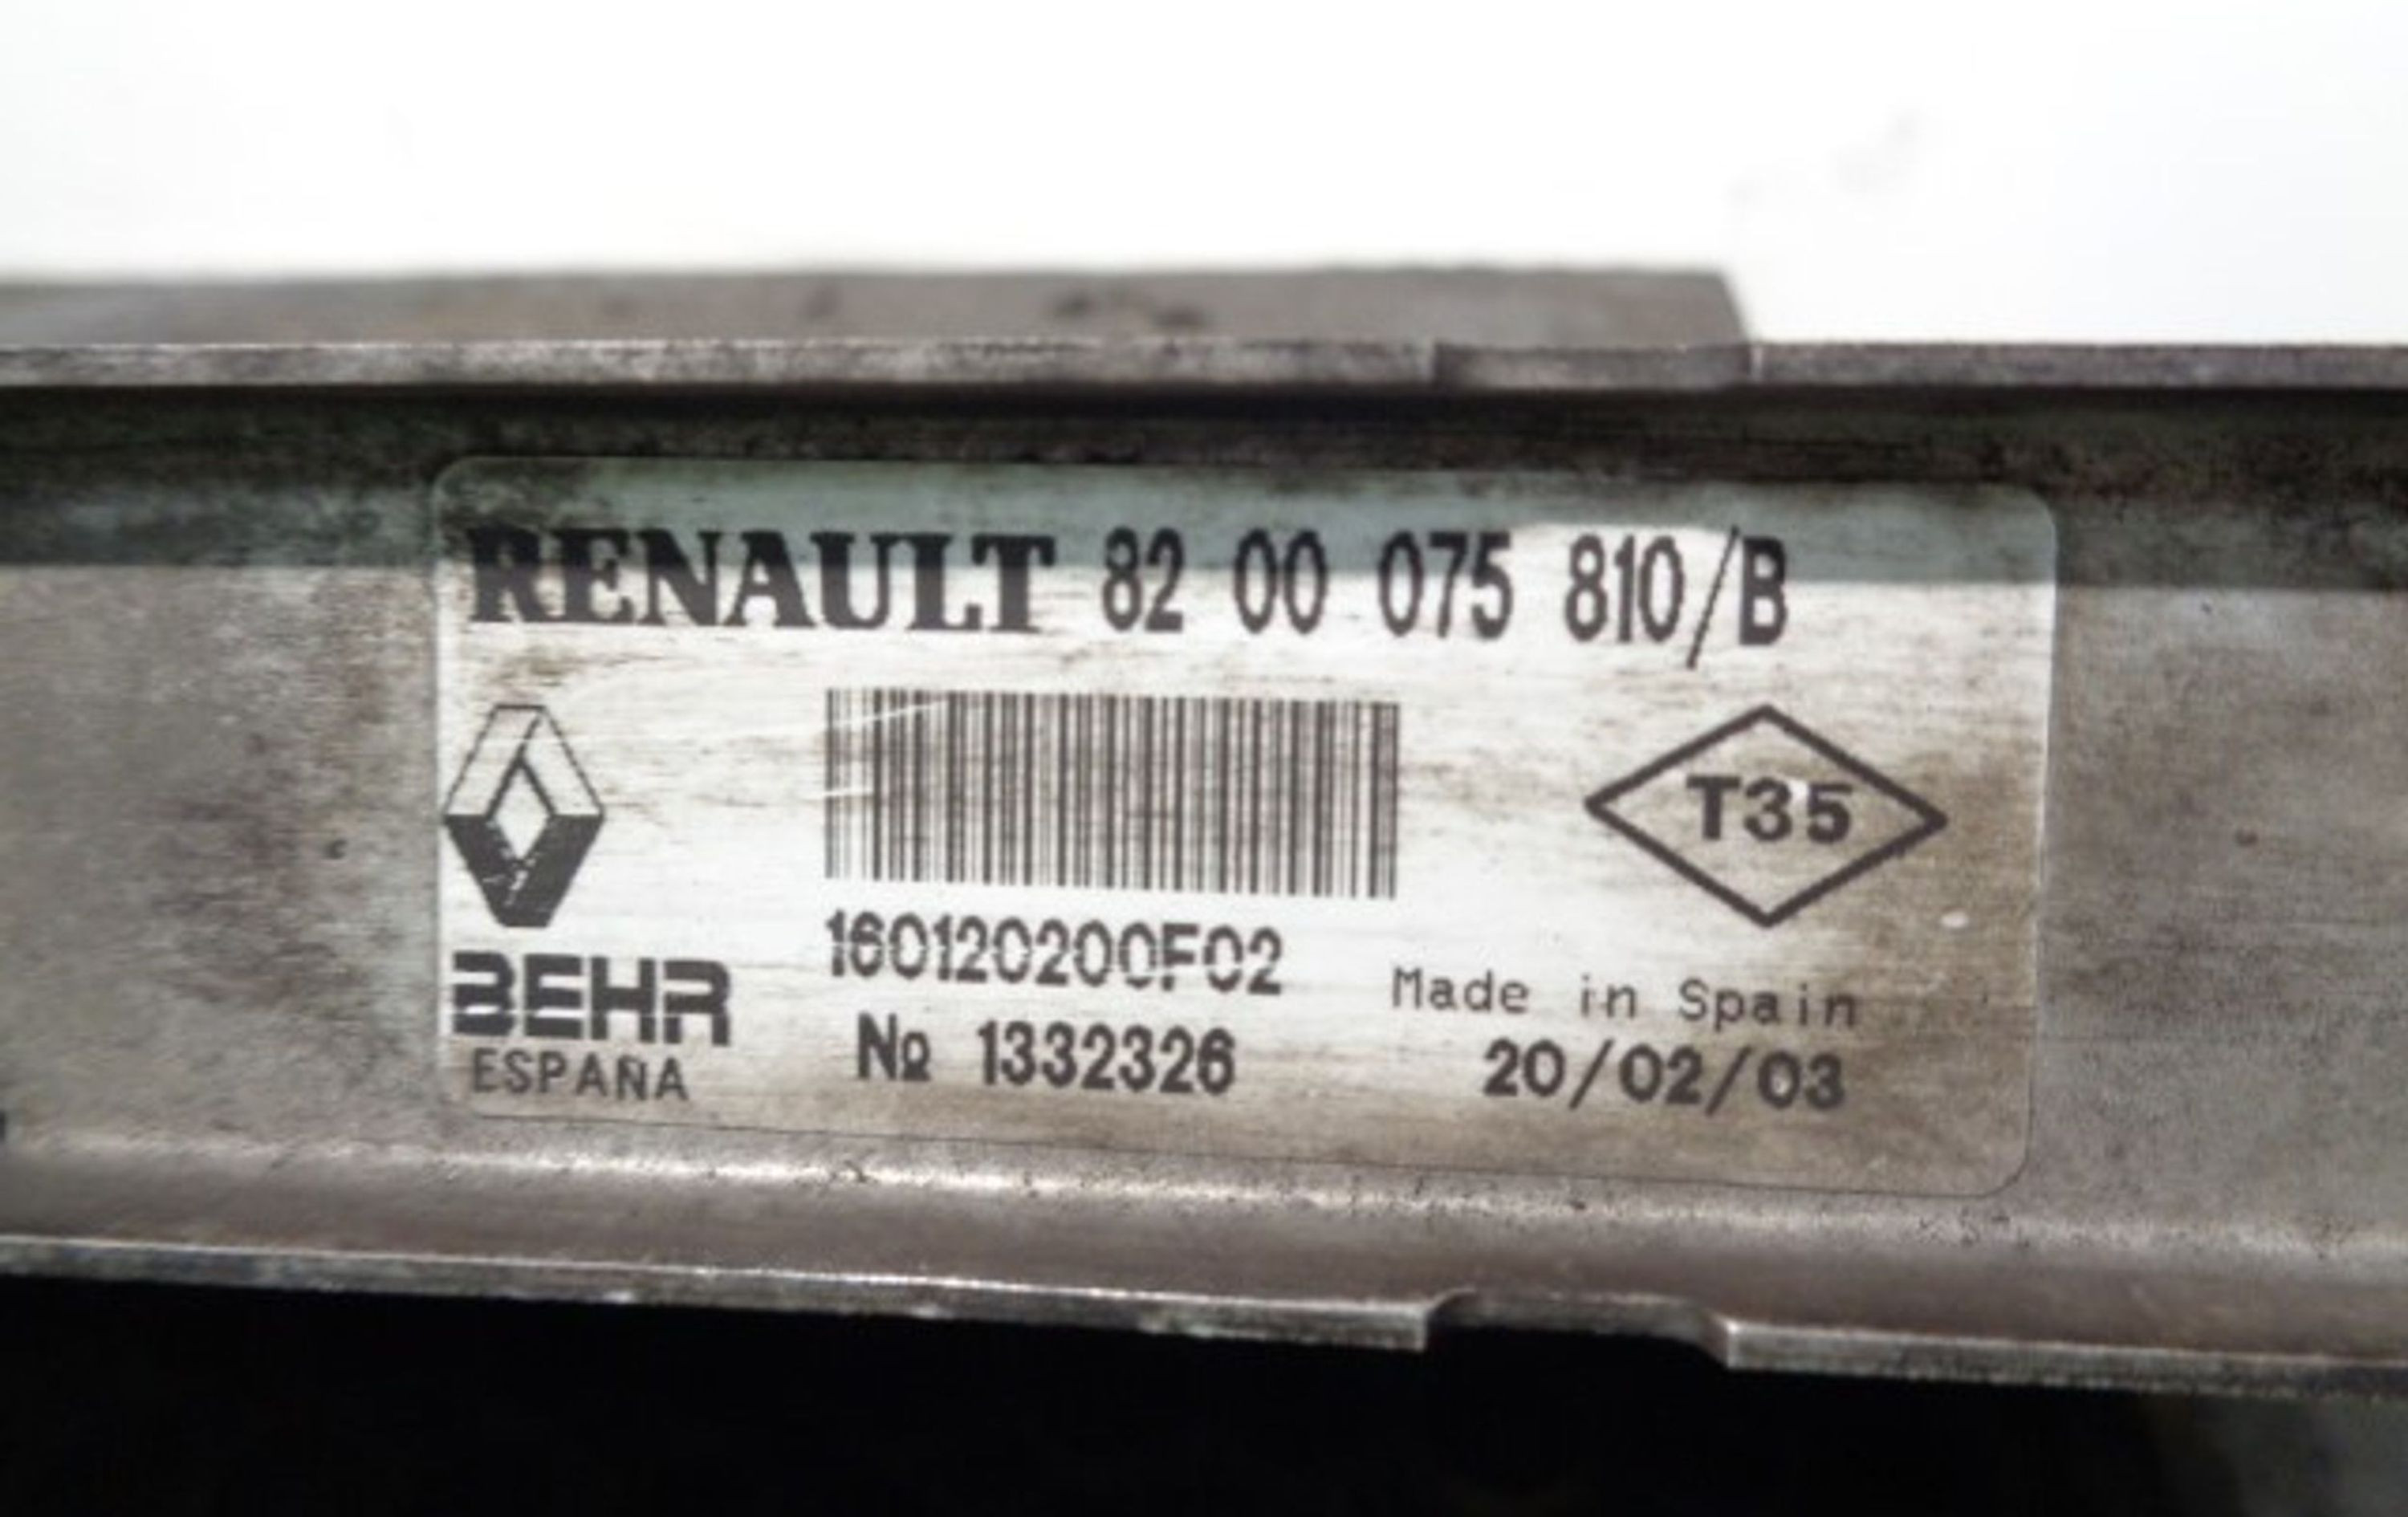 RENAULT 82 00 075 810/B
T35
160120200F02
BEHR
ESPAÑA
Nº 1332326
Made in Spain
20/02/03